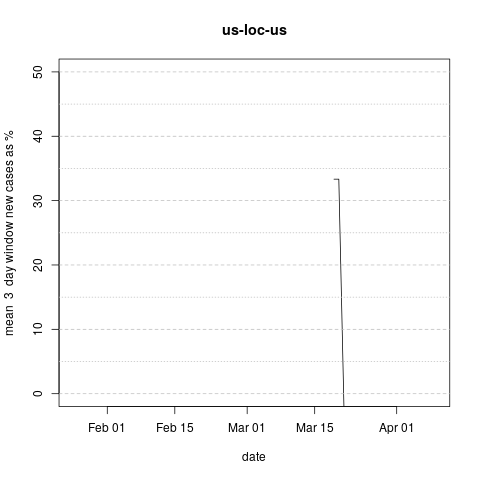 us-loc-us
mean 3 day window new cases as %
50
40
30
20
10
0
Feb 01
Feb 15
Mar 01
Mar 15
Apr 01
date